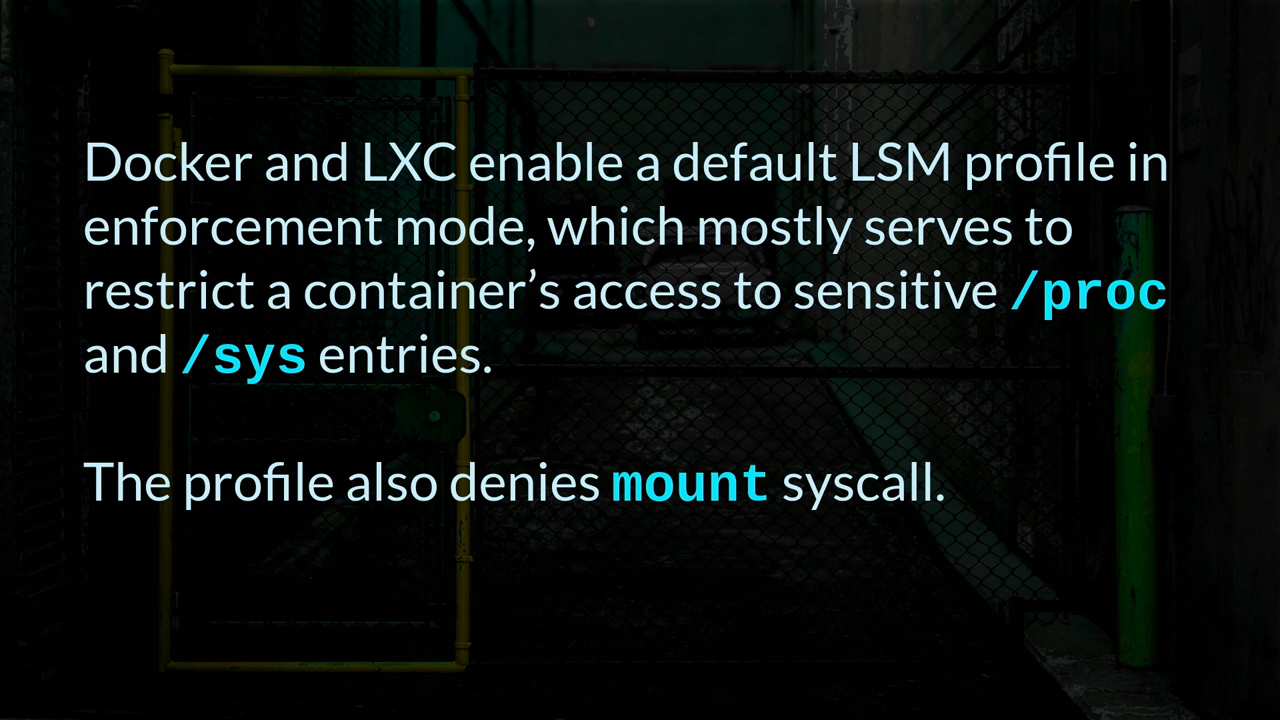 Docker and LXC enable a default LSM profile in
enforcement mode, which mostly serves to
restrict a container’s access to sensitive /proc
and /sys entries.
The profile also denies mount syscall.